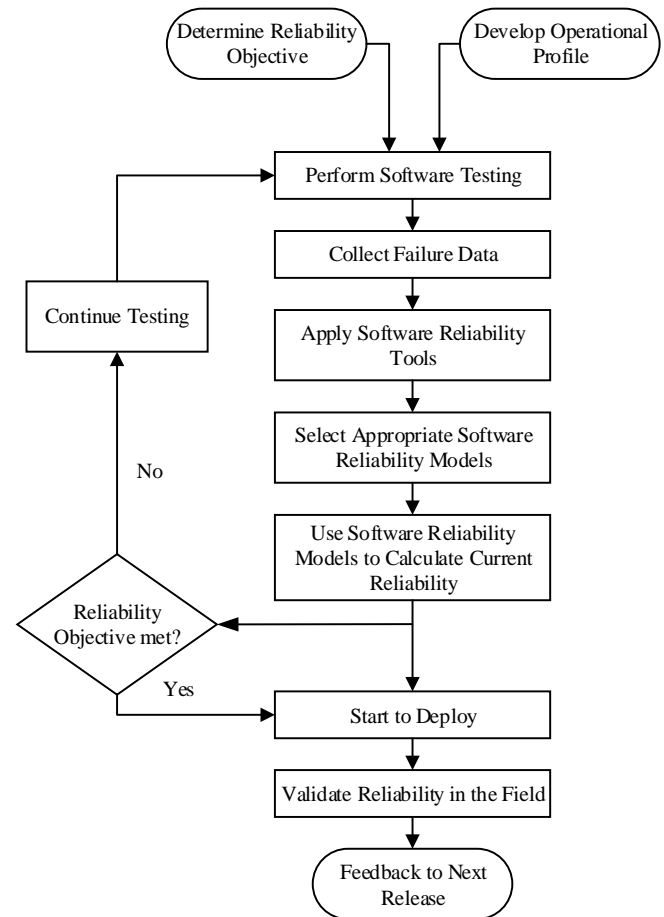 Determine Reliability
Objective
Develop Operational
Profile
Perform Software Testing
Collect Failure Data
Continue Testing
Apply Software Reliability
Tools
Select Appropriate Software
Reliability Models
No
Use Software Reliability
Models to Calculate Current
Reliability
Reliability
Objective met?
Yes
Start to Deploy
Validate Reliability in the Field
Feedback to Next
Release